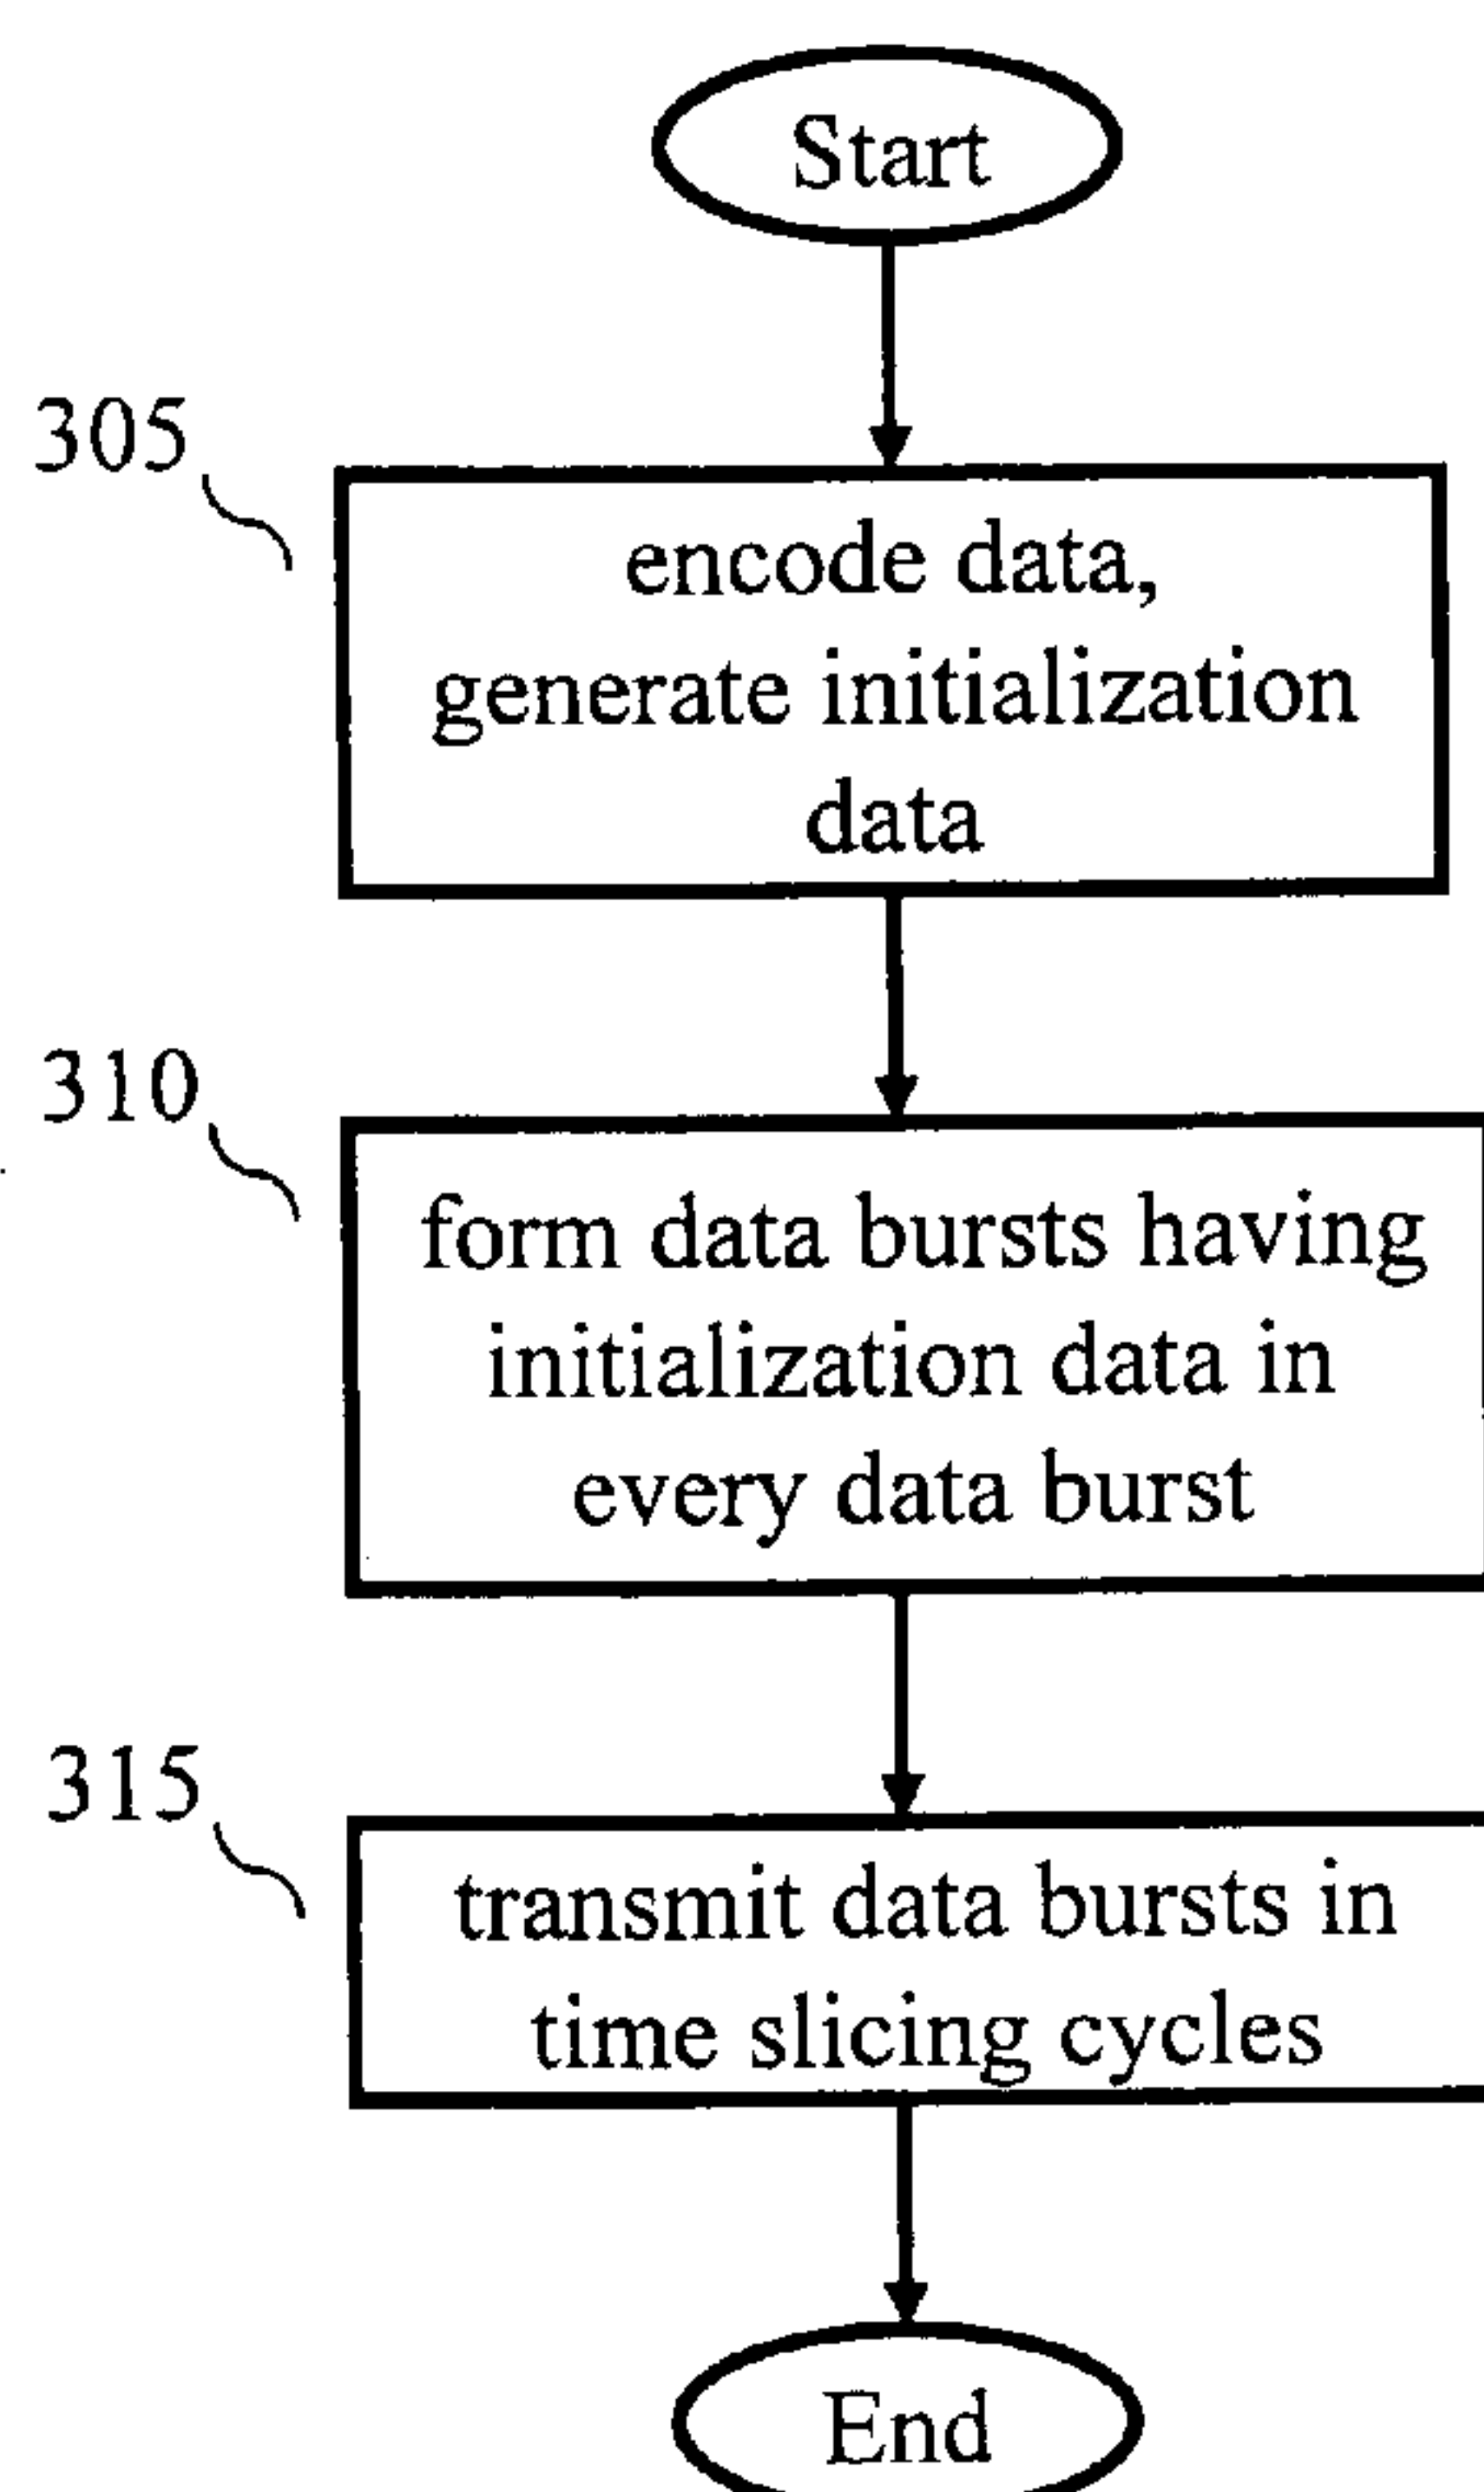 Start
305
encode data,
generate initialization
data
310
form data bursts having
initialization data in
every data burst
315
transmit data bursts in
time slicing cycles
End